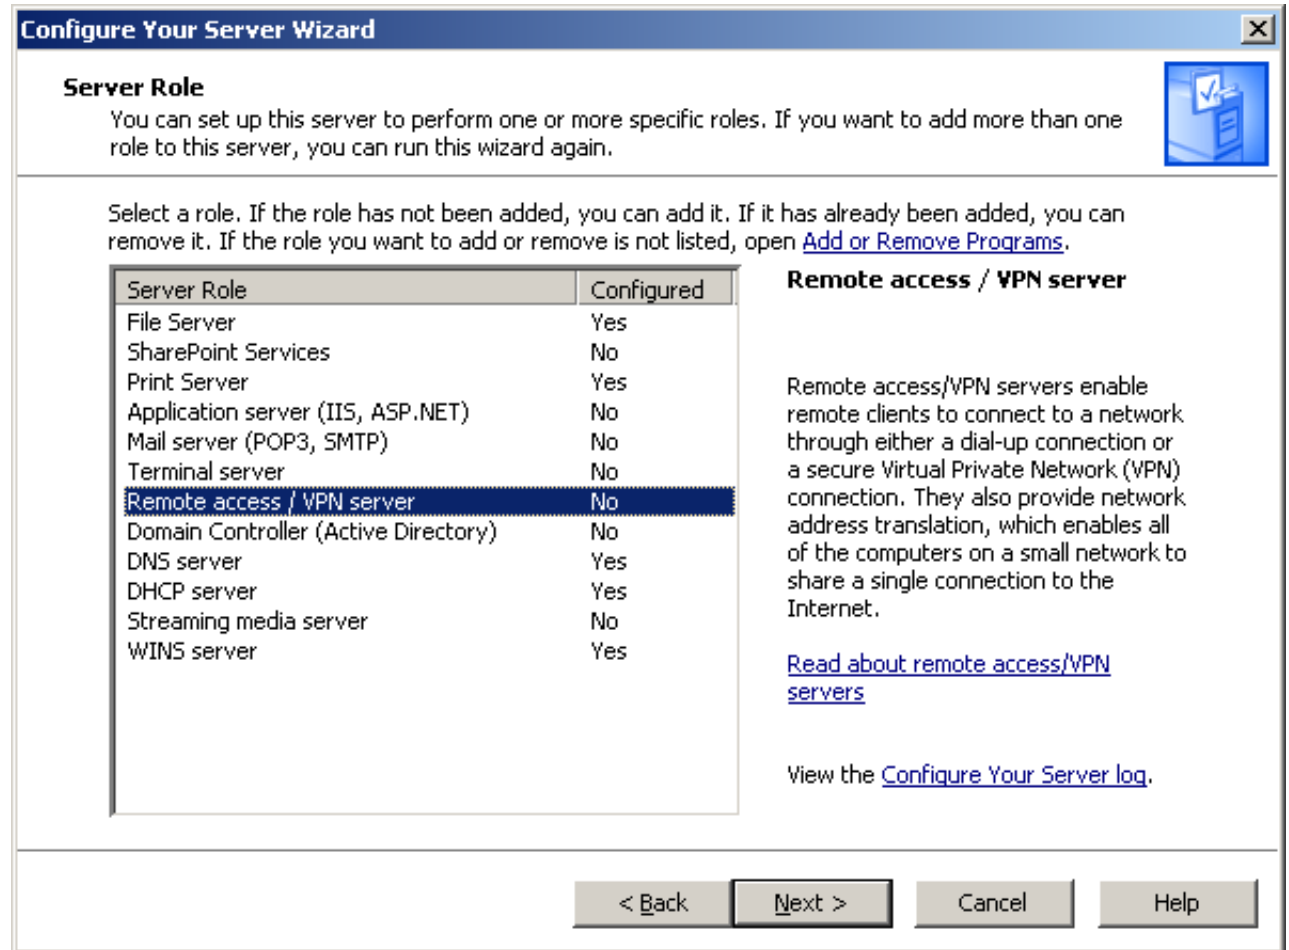 Configure Your Server Wizard
Server Role
You can set up this server to perform one or more specific roles. If you want to add more than one
role to this server, you can run this wizard again.
Select a role. If the role has not been added, you can add it. If it has already been added, you can
remove it. If the role you want to add or remove is not listed, open Add or Remove Programs.
Server Role Configured
File Server Yes
SharePoint Services No
Print Server Yes
Application server (IIS, ASP.NET) No
Mail server (POP3, SMTP) No
Terminal server No
Remote access / VPN server No
Domain Controller (Active Directory) No
DNS server Yes
DHCP server Yes
Streaming media server No
WINS server Yes
Remote access / VPN server
Remote access/VPN servers enable
remote clients to connect to a network
through either a dial-up connection or
a secure Virtual Private Network (VPN)
connection. They also provide network
address translation, which enables all
of the computers on a small network to
share a single connection to the
Internet.
Read about remote access/VPN
servers
View the Configure Your Server log.
< Back Next > Cancel Help